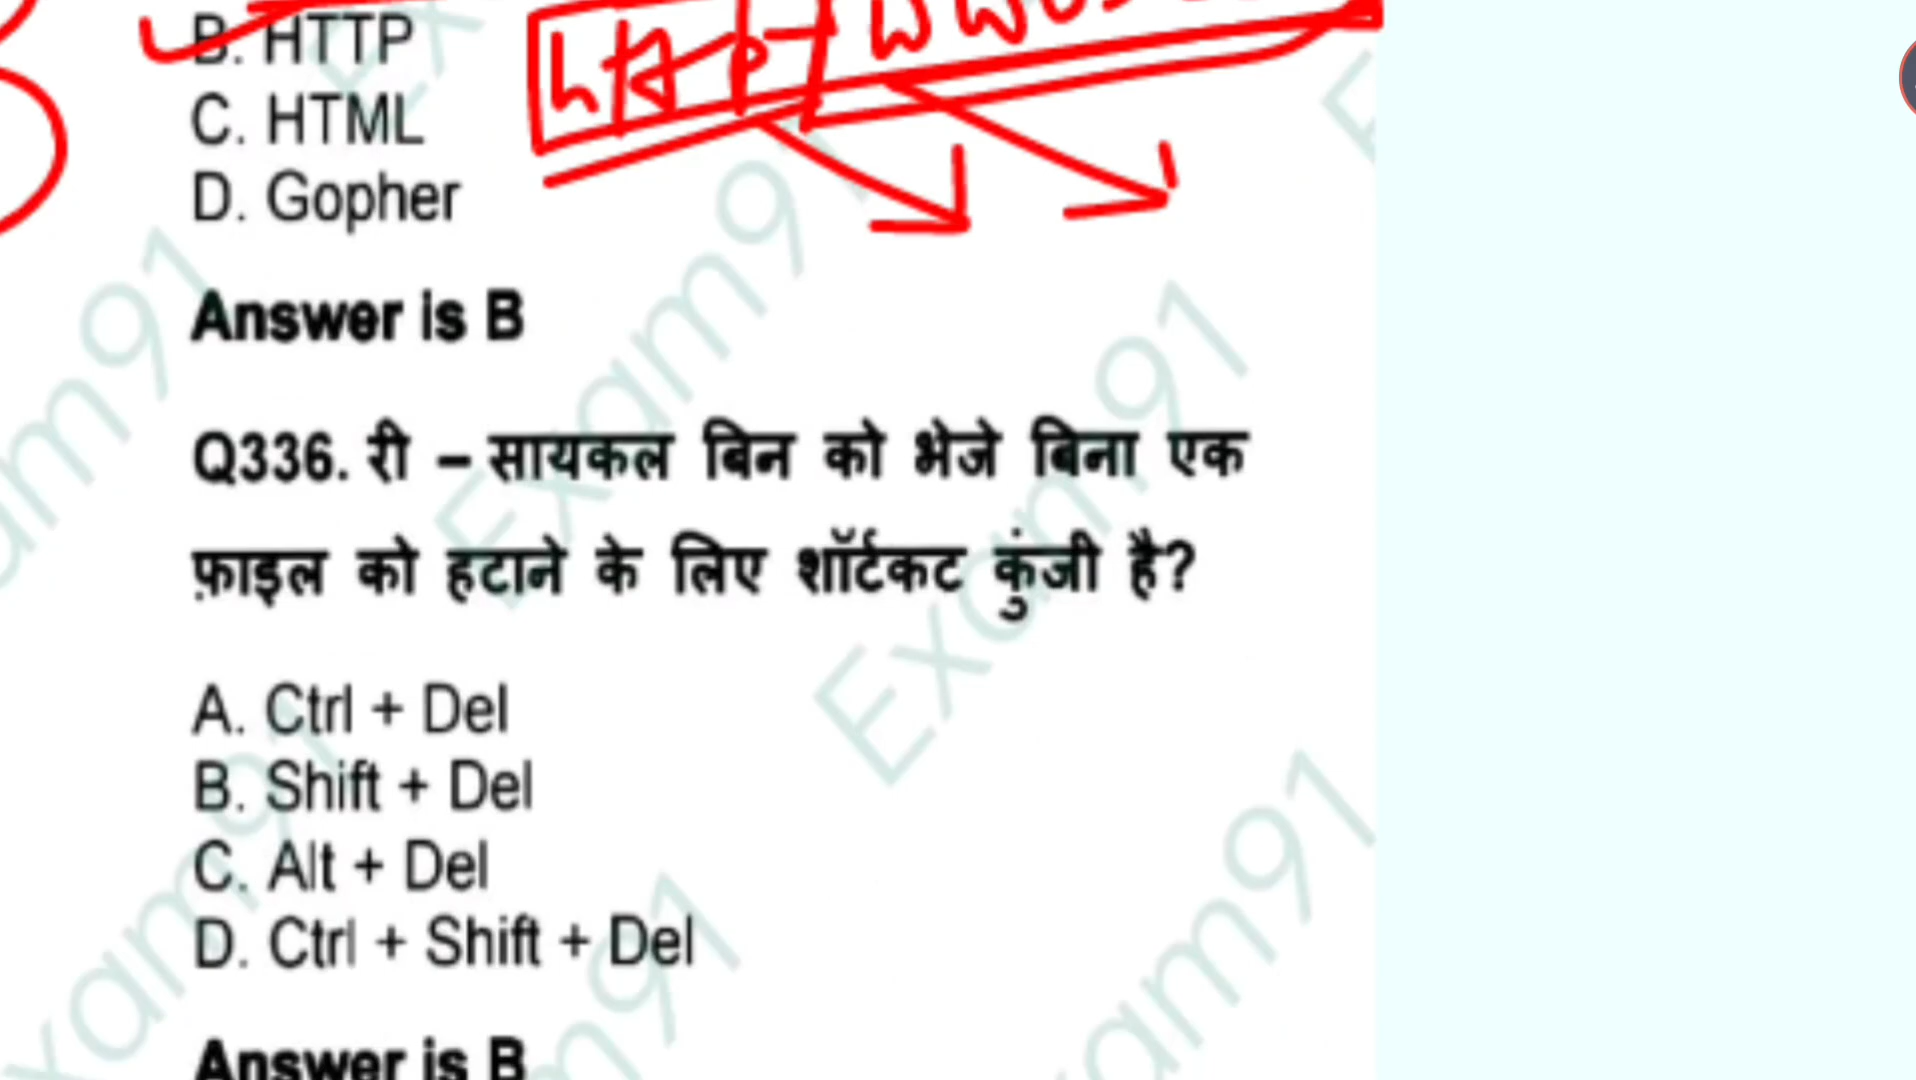 B. HTTP
C. HTML
D. Gopher
Answer is B
Q336. री – सायकल बिन को भेजे बिना एक
फ़ाइल को हटाने के लिए शॉर्टकट कुंजी है?
A. Ctrl + Del
B. Shift + Del
C. Alt + Del
D. Ctrl + Shift + Del
Answer is B
Exam91